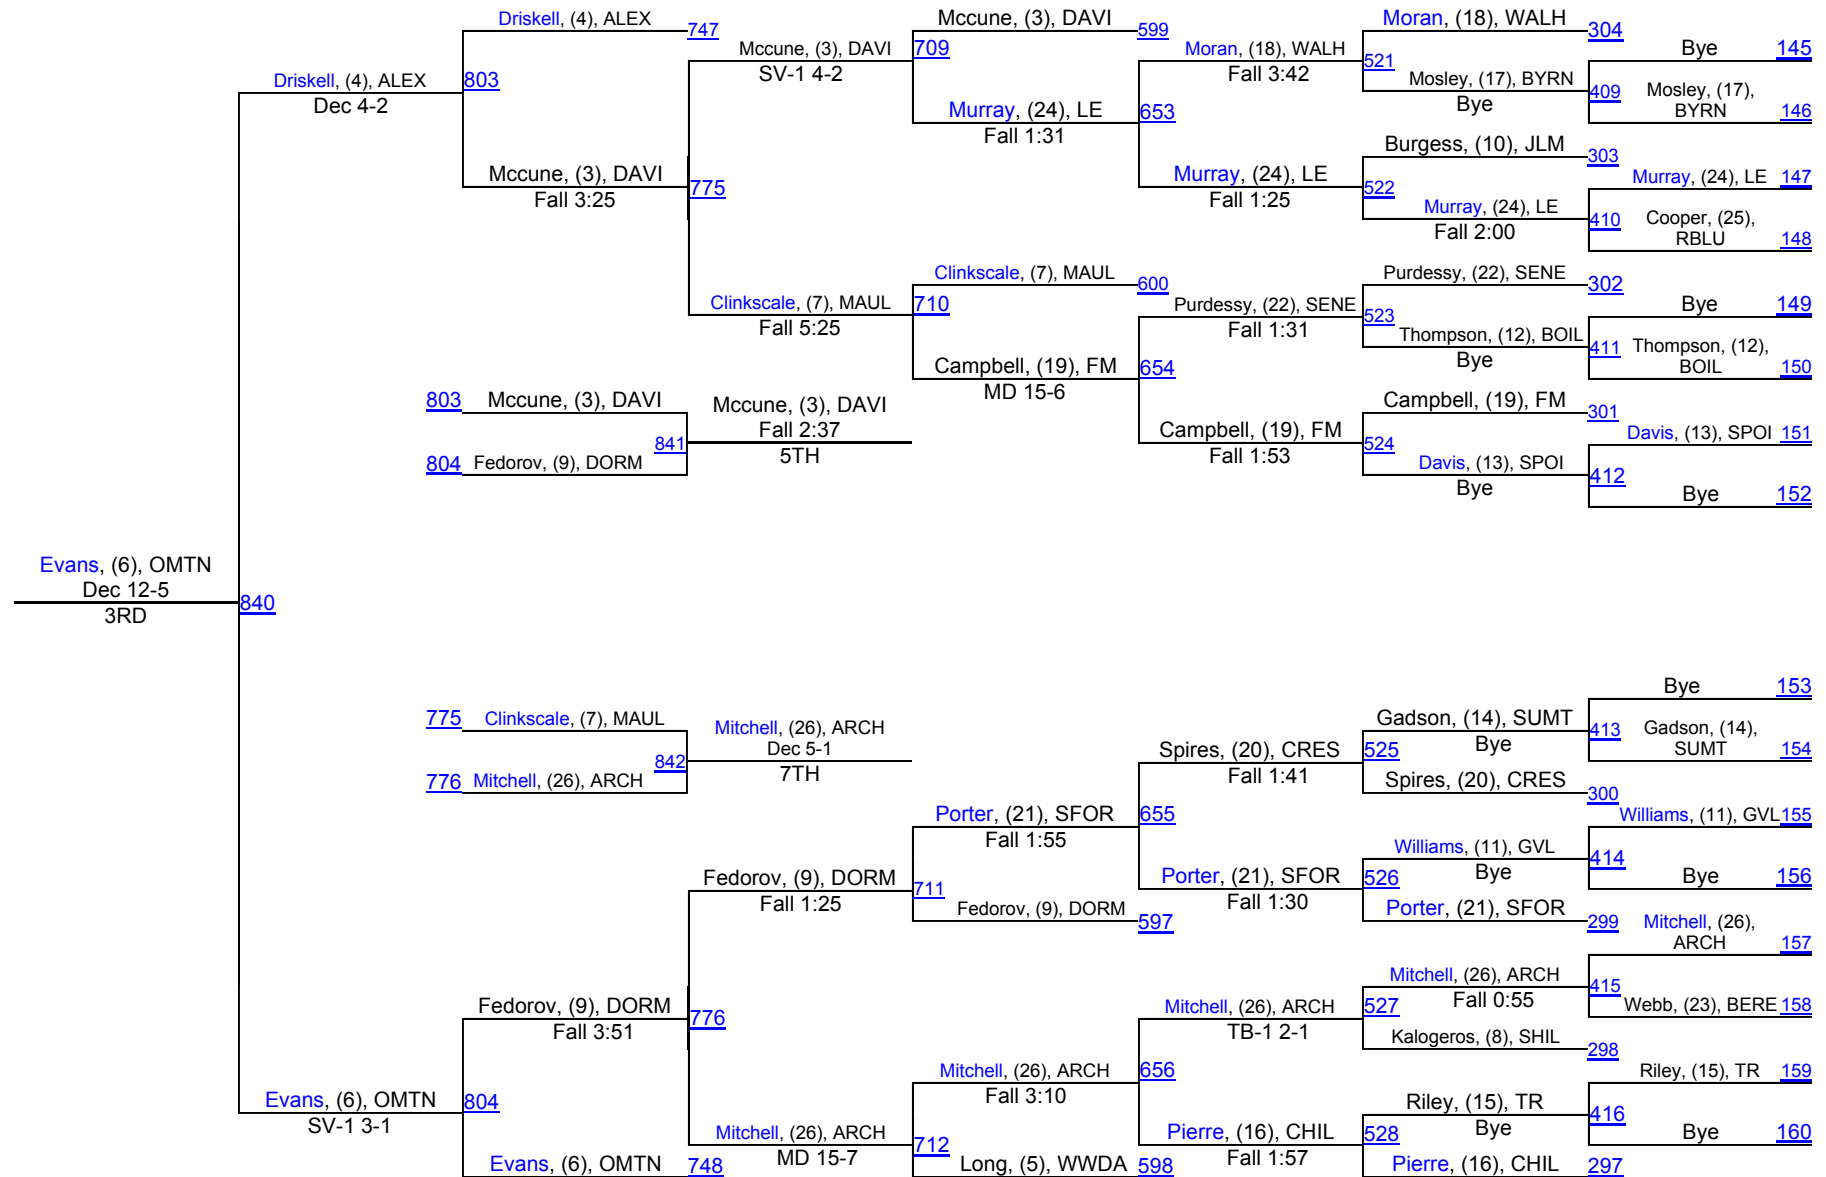 Driskell, (4), ALEX
747
Mccune, (3), DAVI
599
Moran, (18), WALH
304
Mccune, (3), DAVI
SV-1 4-2
709
Moran, (18), WALH
Fall 3:42
521
Bye
145
Driskell, (4), ALEX
Dec 4-2
803
Mosley, (17), BYRN
Bye
409
Mosley, (17),
BYRN
146
Murray, (24), LE
Fall 1:31
653
Burgess, (10), JLM
303
Mccune, (3), DAVI
Fall 3:25
775
Murray, (24), LE
Fall 1:25
522
Murray, (24), LE
147
Murray, (24), LE
Fall 2:00
410
Cooper, (25),
RBLU
148
Clinkscale, (7), MAUL
600
Purdessy, (22), SENE
302
Clinkscale, (7), MAUL
Fall 5:25
710
Purdessy, (22), SENE
Fall 1:31
523
Bye
149
Thompson, (12), BOIL
Bye
411
Thompson, (12),
BOIL
150
Campbell, (19), FM
MD 15-6
654
803
Mccune, (3), DAVI
Mccune, (3), DAVI
Fall 2:37
5TH
841
804
Fedorov, (9), DORM
Campbell, (19), FM
301
Campbell, (19), FM
Fall 1:53
524
Davis, (13), SPOI
151
Davis, (13), SPOI
Bye
412
Bye
152
Evans, (6), OMTN
Dec 12-5
3RD
840
Bye
153
775
Clinkscale, (7), MAUL
Mitchell, (26), ARCH
Dec 5-1
7TH
842
776
Mitchell, (26), ARCH
Gadson, (14), SUMT
Bye
413
Gadson, (14),
SUMT
154
Spires, (20), CRES
Fall 1:41
525
Spires, (20), CRES
300
Porter, (21), SFOR
Fall 1:55
655
Williams, (11), GVL
155
Williams, (11), GVL
Bye
414
Bye
156
Fedorov, (9), DORM
Fall 1:25
711
Porter, (21), SFOR
Fall 1:30
526
Fedorov, (9), DORM
597
Porter, (21), SFOR
299
Mitchell, (26),
ARCH
157
Mitchell, (26), ARCH
Fall 0:55
415
Fedorov, (9), DORM
Fall 3:51
776
Mitchell, (26), ARCH
TB-1 2-1
527
Webb, (23), BERE
158
Kalogeros, (8), SHIL
298
Mitchell, (26), ARCH
Fall 3:10
656
Riley, (15), TR
159
Evans, (6), OMTN
SV-1 3-1
804
Riley, (15), TR
Bye
416
Mitchell, (26), ARCH
MD 15-7
712
Pierre, (16), CHIL
Fall 1:57
528
Bye
160
Evans, (6), OMTN
748
Long, (5), WWDA
598
Pierre, (16), CHIL
297